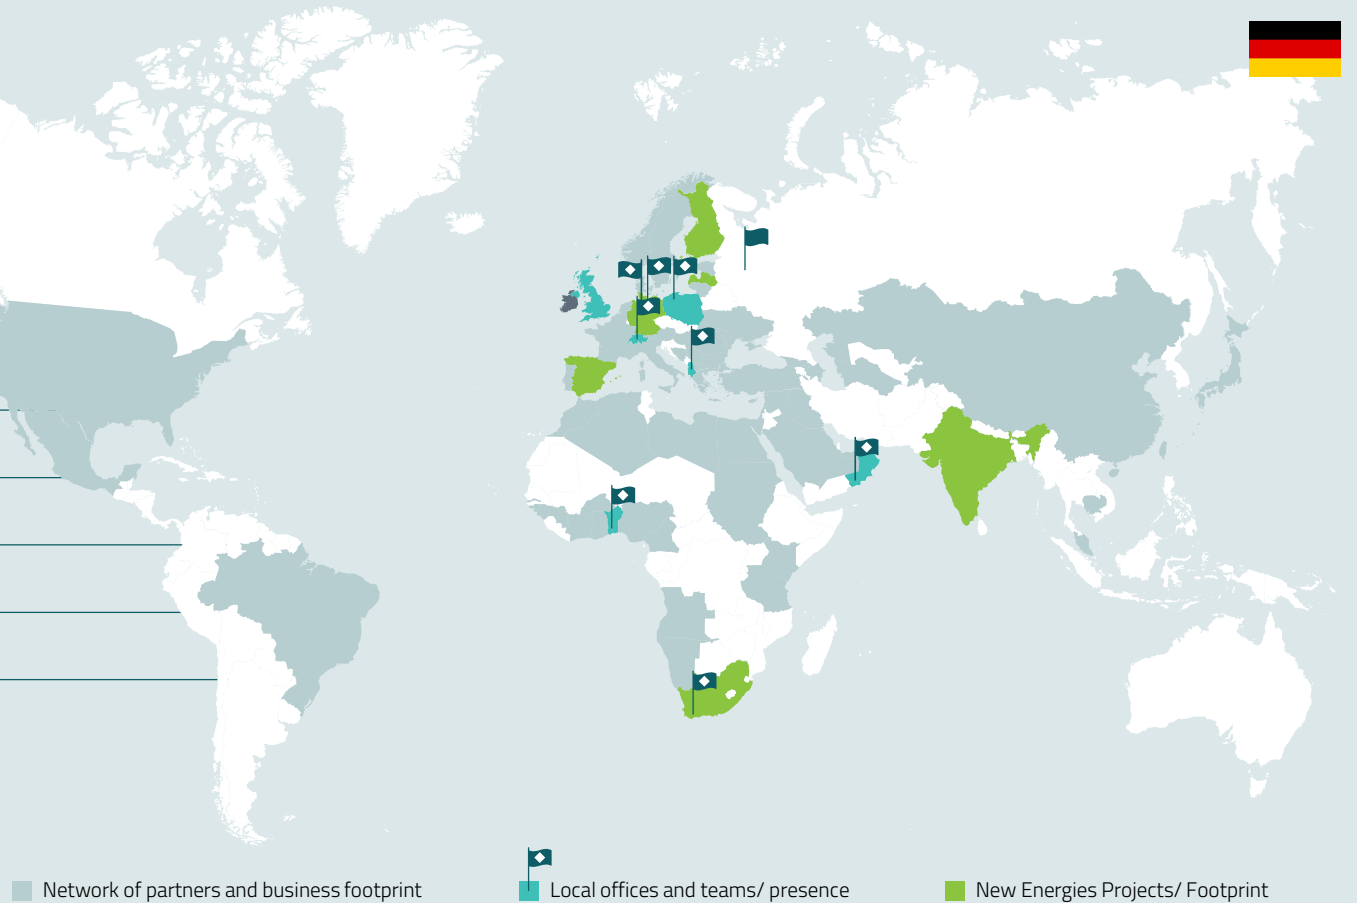 Network of partners and business footprint
Local offices and teams/ presence
New Energies Projects/ Footprint